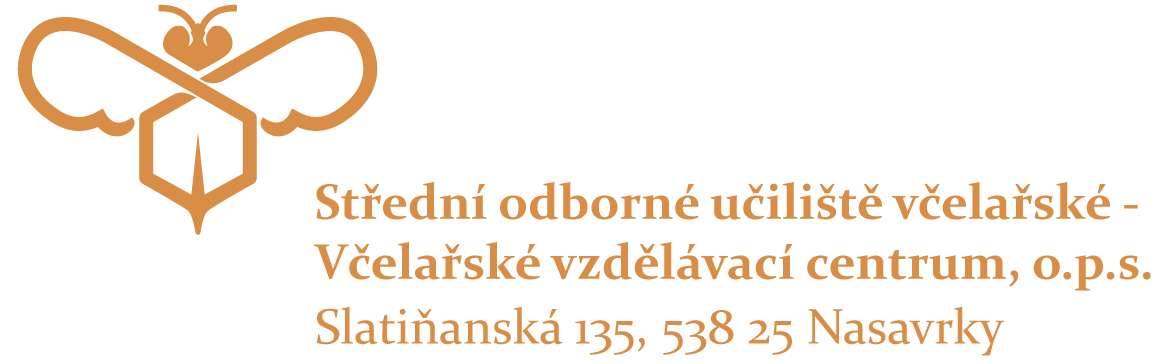 Střední odborné učiliště včelařské -
Včelařské vzdělávací centrum, o.p.s.
Slatiňanská 135, 538 25 Nasavrky